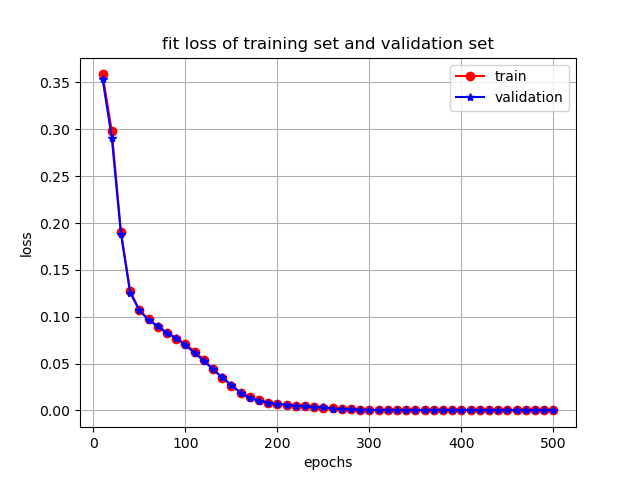 fit loss of training set and validation set
train
validation
0.35
0.30
0.25
0.20
0.15
0.10
0.05
0.00
loss
0
100
200
300
400
500
epochs